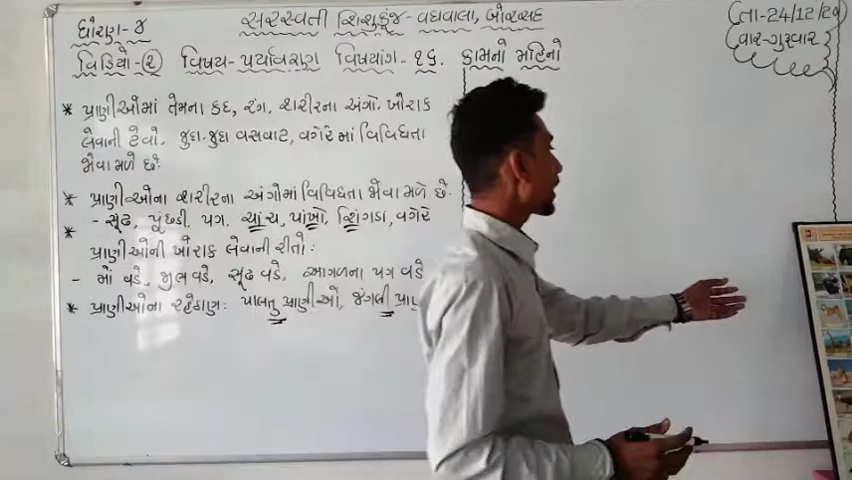 ધોરણ-૪
સરસ્વતી શિશુકુંજ-વઘવાલા, બોરસદ
તા-24/12/20
વાર-ગુરુવાર
વિડિયો-(૨) વિષય-પર્યાવરણ વિષયાંગ-૧૬. કામનો મહિનો
* પ્રાણીઓમાં તેમના કદ, રંગ, શરીરના અંગો, ખોરાક
લેવાની ટેવો, જુદા-જુદા વસવાટ, વગેરેમાં વિવિધતા
જોવા મળે છે.
* પ્રાણીઓના શરીરના અંગોમાં વિવિધતા જોવા મળે છે.
- સૂંઢ, પૂંછડી, પગ, ચાંચ, પાંખો, શિંગડા, વગેરે
* પ્રાણીઓની ખોરાક લેવાની રીતો:
- મોં વડે, જીભ વડે, સૂંઢ વડે, આગળના પગ વડે
* પ્રાણીઓના રહેઠાણ: પાલતુ પ્રાણીઓ, જંગલી પ્રા